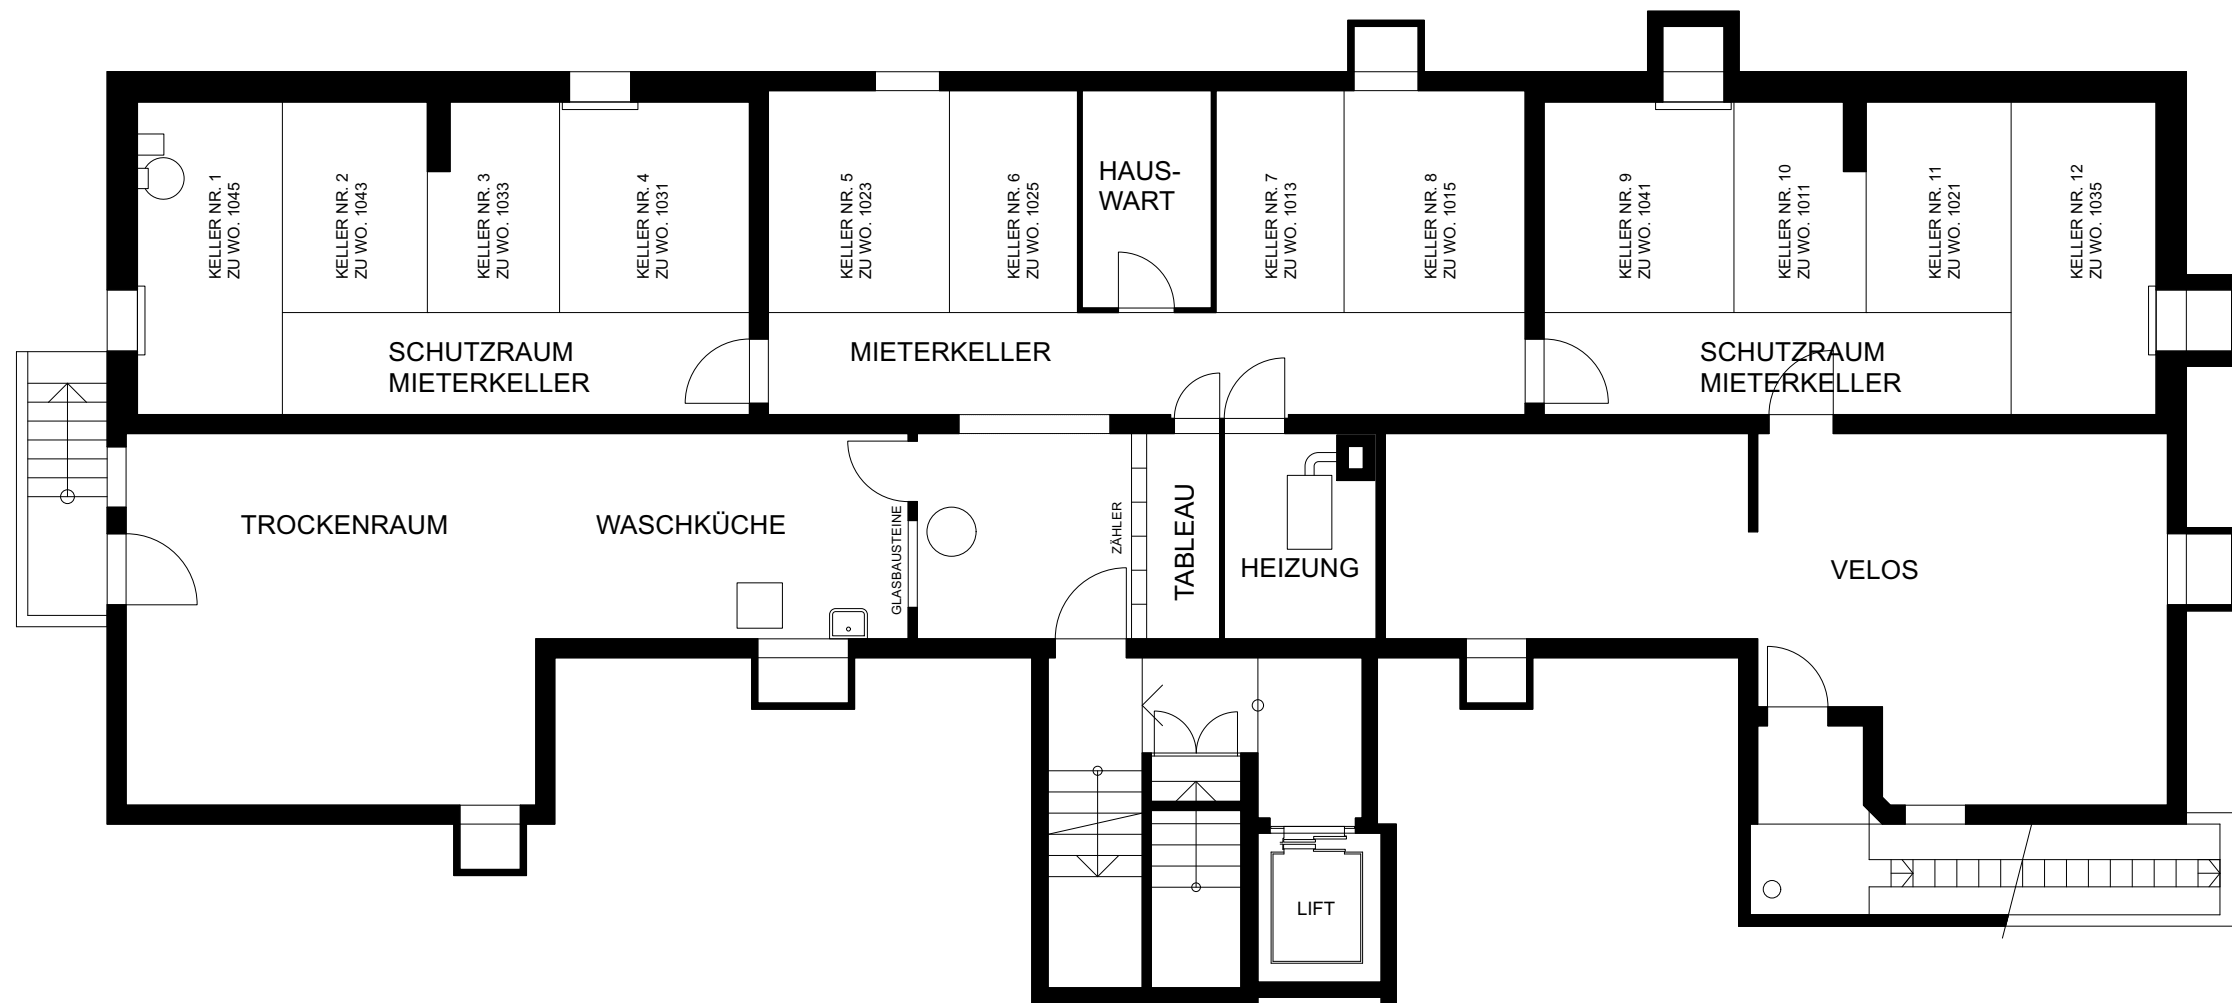 KELLER NR. 1
ZU WO. 1045
KELLER NR. 2
ZU WO. 1043
KELLER NR. 3
ZU WO. 1033
KELLER NR. 4
ZU WO. 1031
KELLER NR. 5
ZU WO. 1023
KELLER NR. 6
ZU WO. 1025
HAUS-
WART
KELLER NR. 7
ZU WO. 1013
KELLER NR. 8
ZU WO. 1015
KELLER NR. 9
ZU WO. 1041
KELLER NR. 10
ZU WO. 1011
KELLER NR. 11
ZU WO. 1021
KELLER NR. 12
ZU WO. 1035
SCHUTZRAUM
MIETERKELLER
MIETERKELLER
SCHUTZRAUM
MIETERKELLER
TROCKENRAUM
WASCHKÜCHE
GLASBAUSTEINE
ZÄHLER
TABLEAU
HEIZUNG
VELOS
LIFT